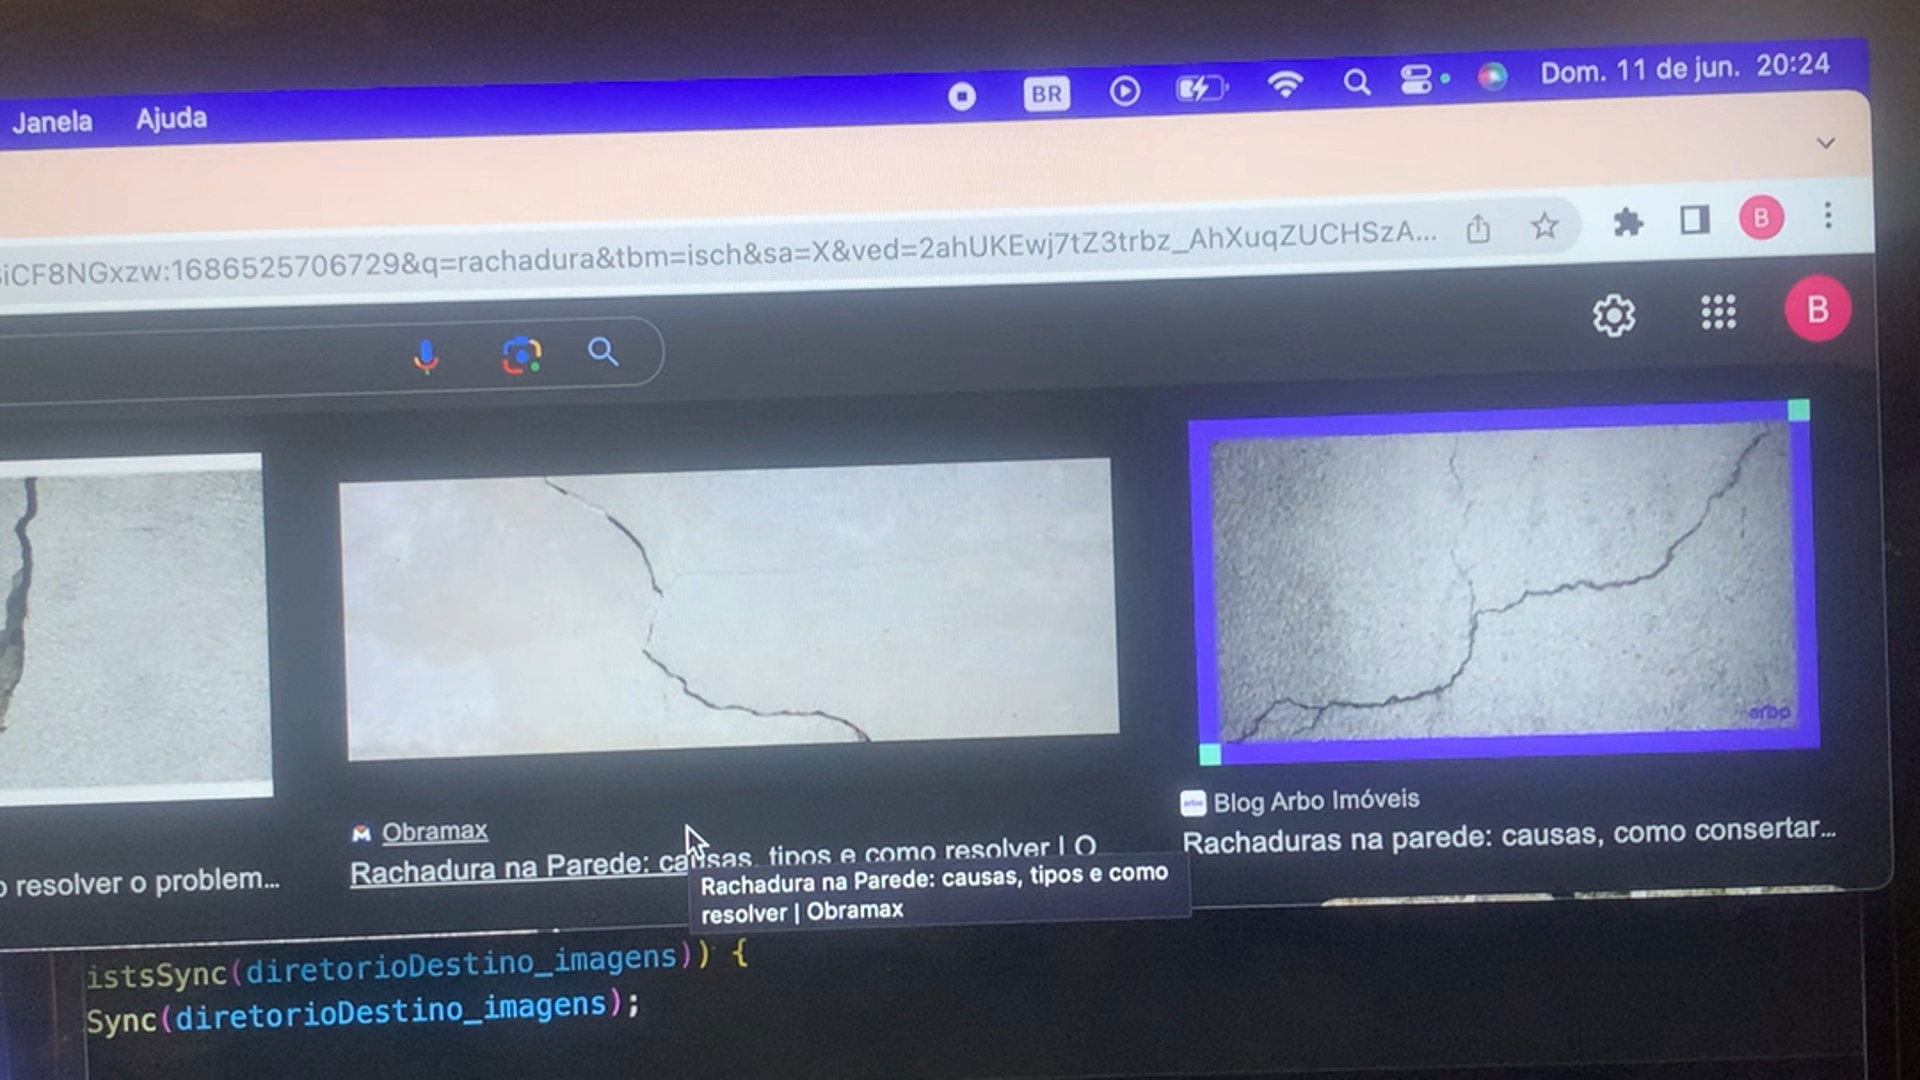 Janela Ajuda BR Dom. 11 de jun. 20:24
iCF8NGxzw:1686525706729&q=rachadura&tbm=isch&sa=X&ved=2ahUKEwj7tZ3trbz_AhXuqZUCHSzA... B
B
arbo
Obramax
Blog Arbo Imóveis
o resolver o problem...
Rachadura na Parede: causas, tipos e como resolver | O
Rachaduras na parede: causas, como consertar...
Rachadura na Parede: causas, tipos e como
resolver | Obramax
istsSync(diretorioDestino_imagens)) {
Sync(diretorioDestino_imagens);